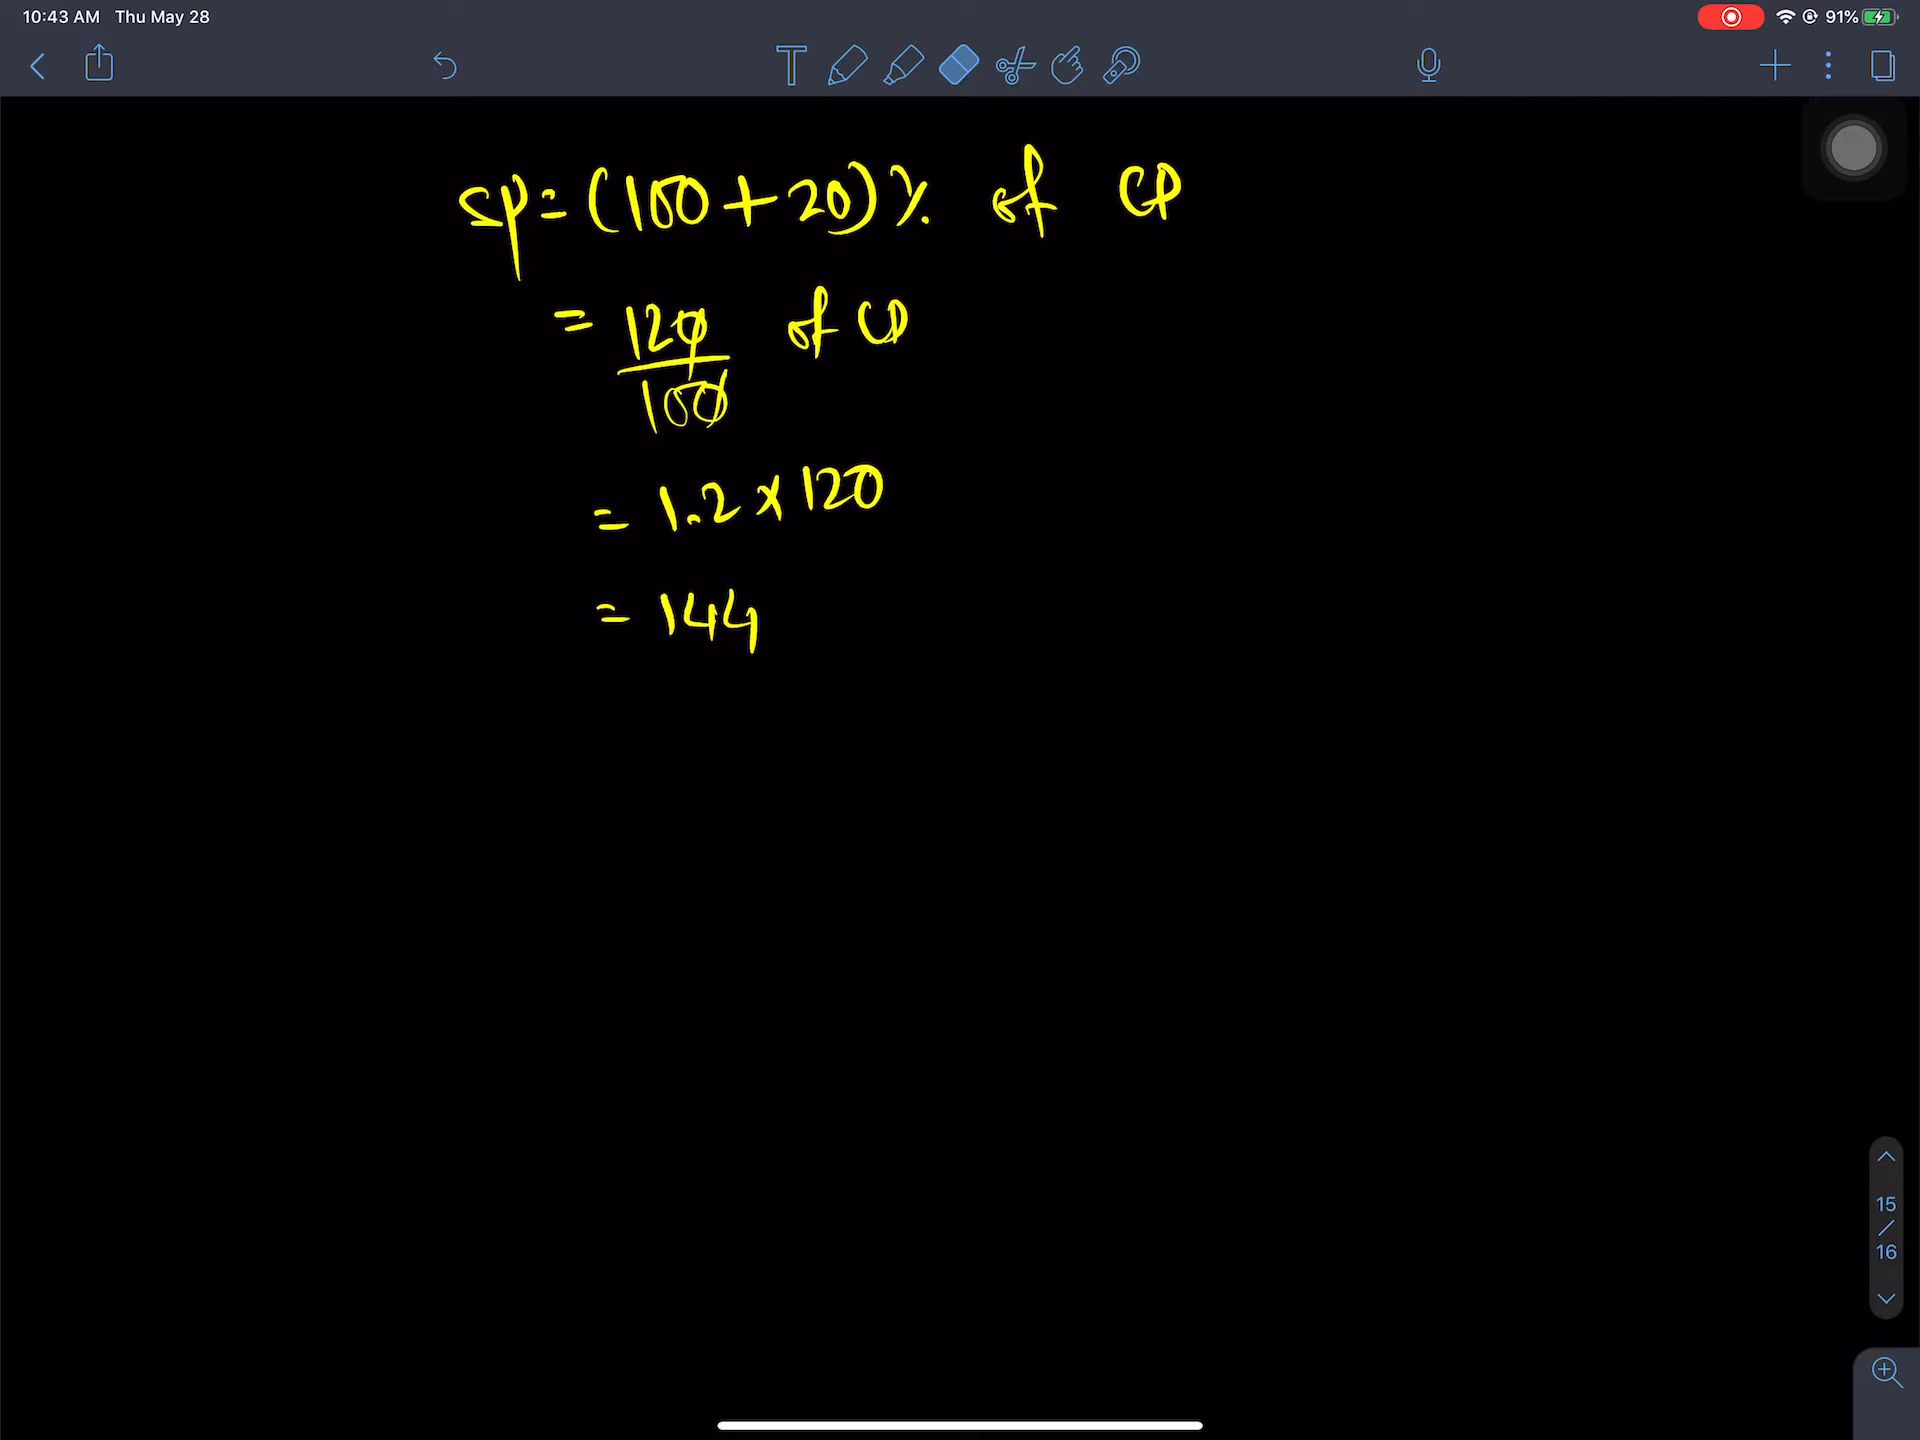 10:43 AM Thu May 28
91%
SP = (100 + 20) % of CP
= 120/100 of CP
= 1.2 x 120
= 144
15
/
16